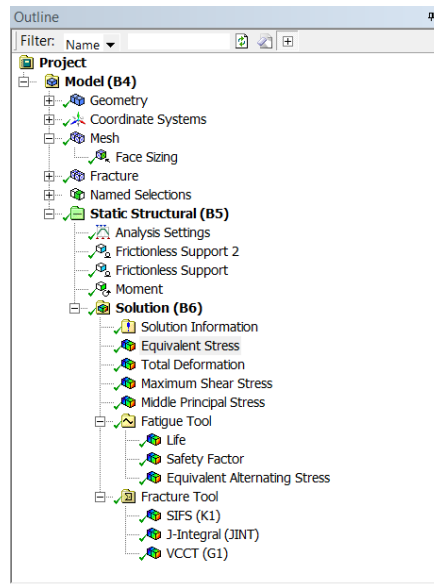 Outline
Filter: Name
Project
Model (B4)
Geometry
Coordinate Systems
Mesh
Face Sizing
Fracture
Named Selections
Static Structural (B5)
Analysis Settings
Frictionless Support 2
Frictionless Support
Moment
Solution (B6)
Solution Information
Equivalent Stress
Total Deformation
Maximum Shear Stress
Middle Principal Stress
Fatigue Tool
Life
Safety Factor
Equivalent Alternating Stress
Fracture Tool
SIFS (K1)
J-Integral (JINT)
VCCT (G1)